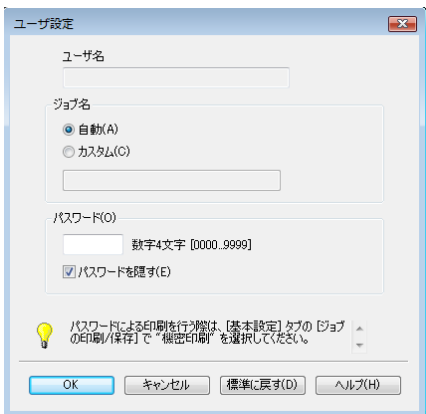 ユーザ設定
ユーザ名
ジョブ名
自動(A)
カスタム(C)
パスワード(O)
数字4文字 [0000..9999]
パスワードを隠す(E)
パスワードによる印刷を行う際は、[基本設定] タブの [ジョブ
の印刷/保存] で "機密印刷" を選択してください。
OK キャンセル 標準に戻す(D) ヘルプ(H)